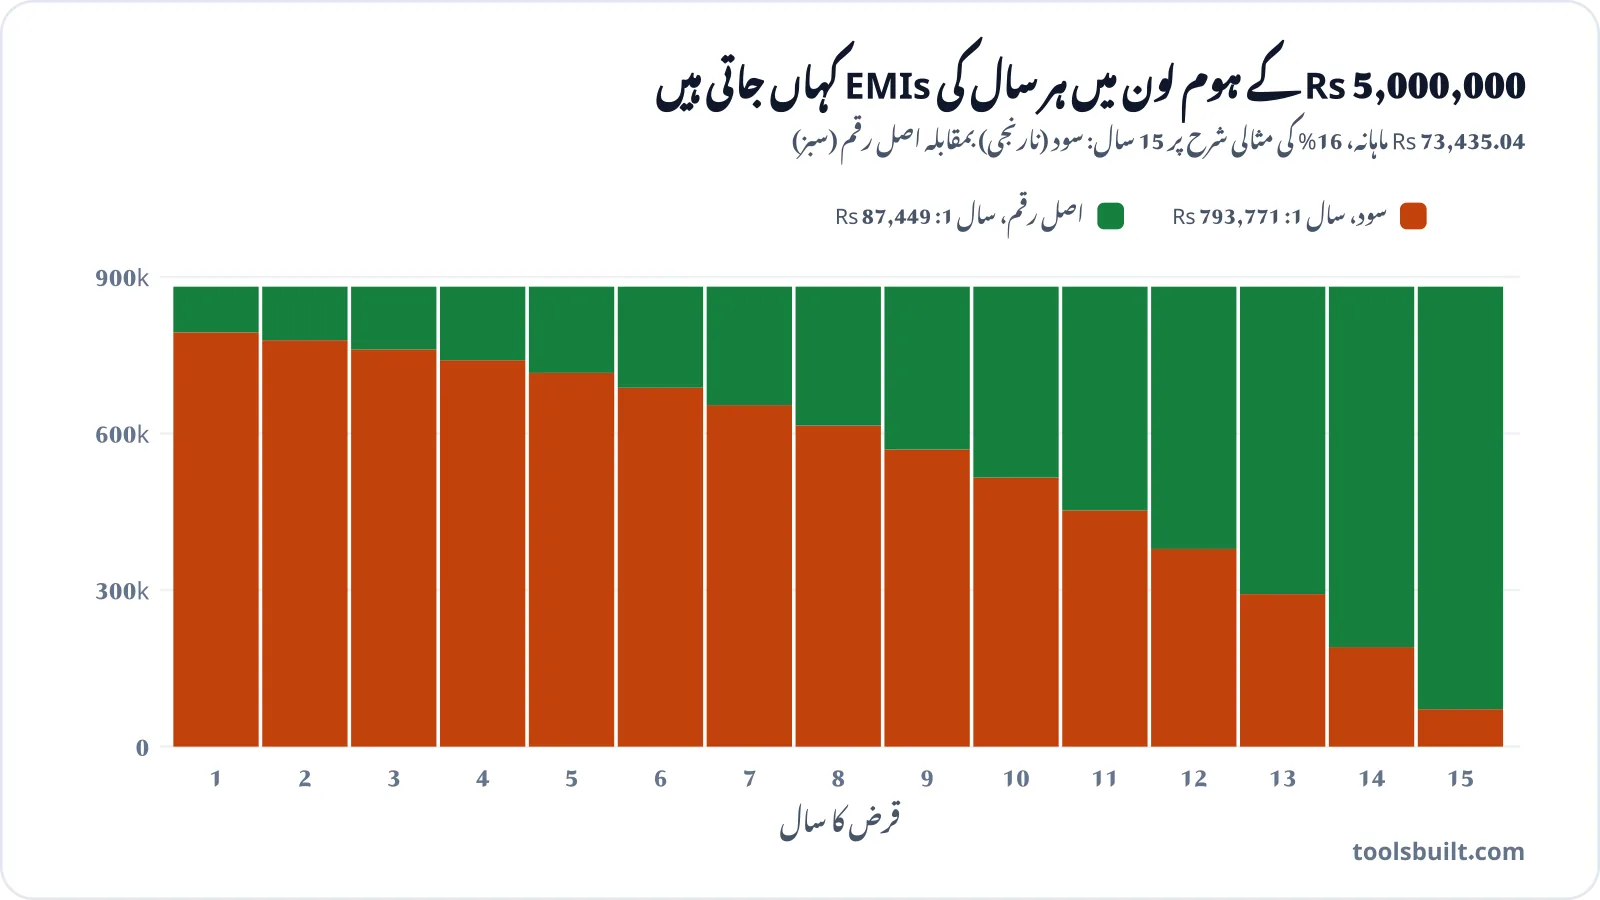 Rs 5,000,000 کے ہوم لون میں ہر سال کی EMIs کہاں جاتی ہیں
Rs 73,435.04 ماہانہ، 16% کی مثالی شرح پر 15 سال: سود (نارنجی) بمقابلہ اصل رقم (سبز)
سود، سال 1: Rs 793,771
اصل رقم، سال 1: Rs 87,449
900k
600k
300k
0
1 2 3 4 5 6 7 8 9 10 11 12 13 14 15
قرض کا سال
toolsbuilt.com